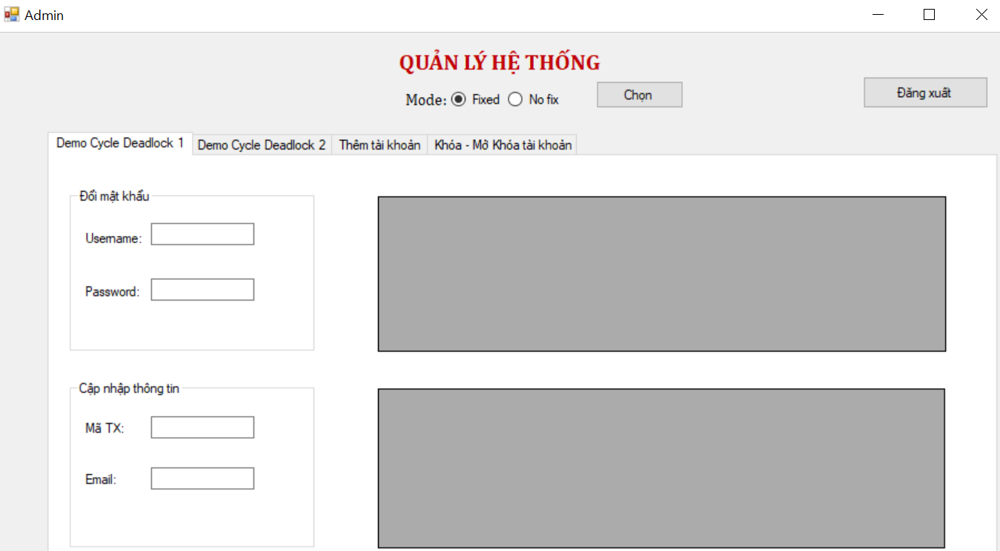 Admin
QUẢN LÝ HỆ THỐNG
Mode: Fixed No fix Chọn Đăng xuất
Demo Cycle Deadlock 1 Demo Cycle Deadlock 2 Thêm tài khoản Khóa - Mở Khóa tài khoản
Đổi mật khẩu
Username:
Password:
Cập nhập thông tin
Mã TX:
Email: